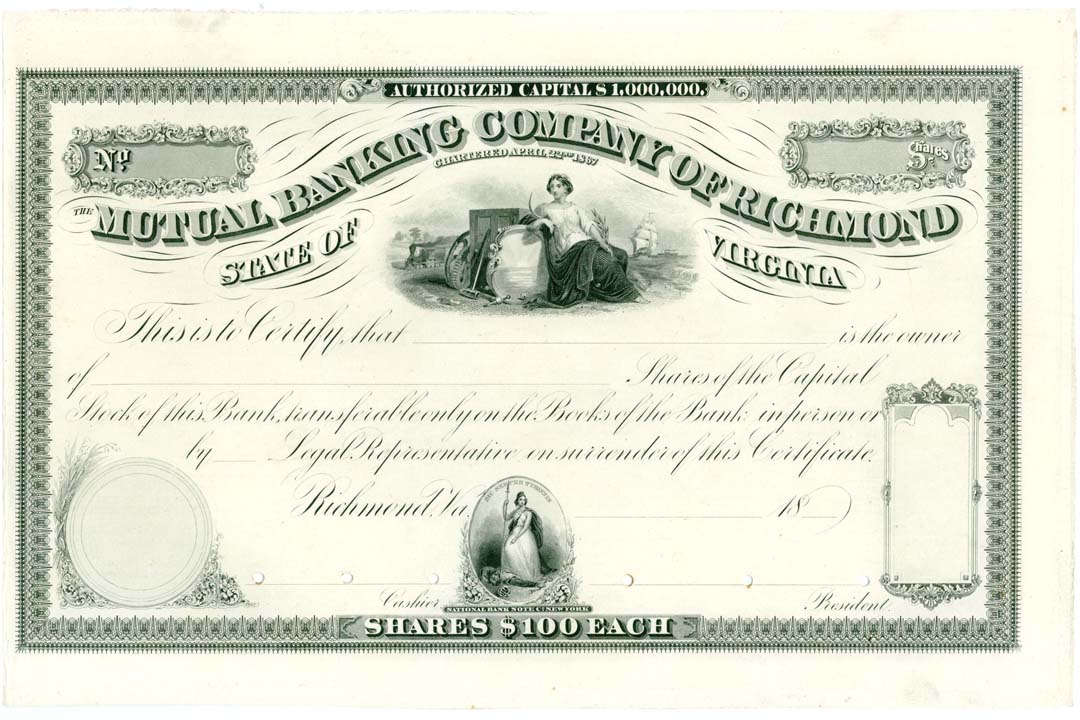 AUTHORIZED CAPITAL $1,000,000.
No.
Shares
THE MUTUAL BANKING COMPANY OF RICHMOND
CHARTERED APRIL 1867
STATE OF VIRGINIA
This is to Certify, that is the owner
of Shares of the Capital
Stock of this Bank, transferable only on the Books of the Bank in person or
by Legal Representative on surrender of this Certificate.
SIC SEMPER TYRANNIS
Richmond, Va. 18
Cashier President
NATIONAL BANK NOTE Co. NEW YORK
SHARES $100 EACH